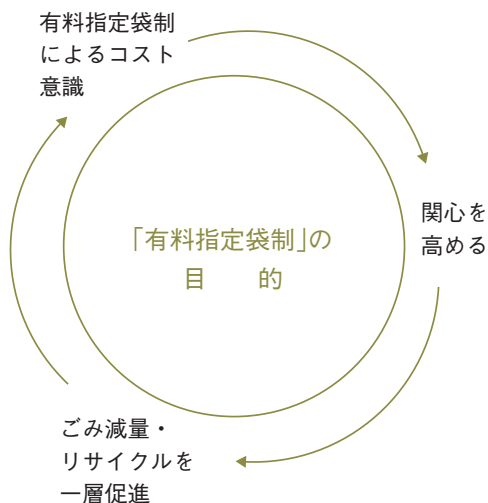 有料指定袋制
によるコスト
意識
関心を
高める
「有料指定袋制」の
目　　的
ごみ減量・
リサイクルを
一層促進